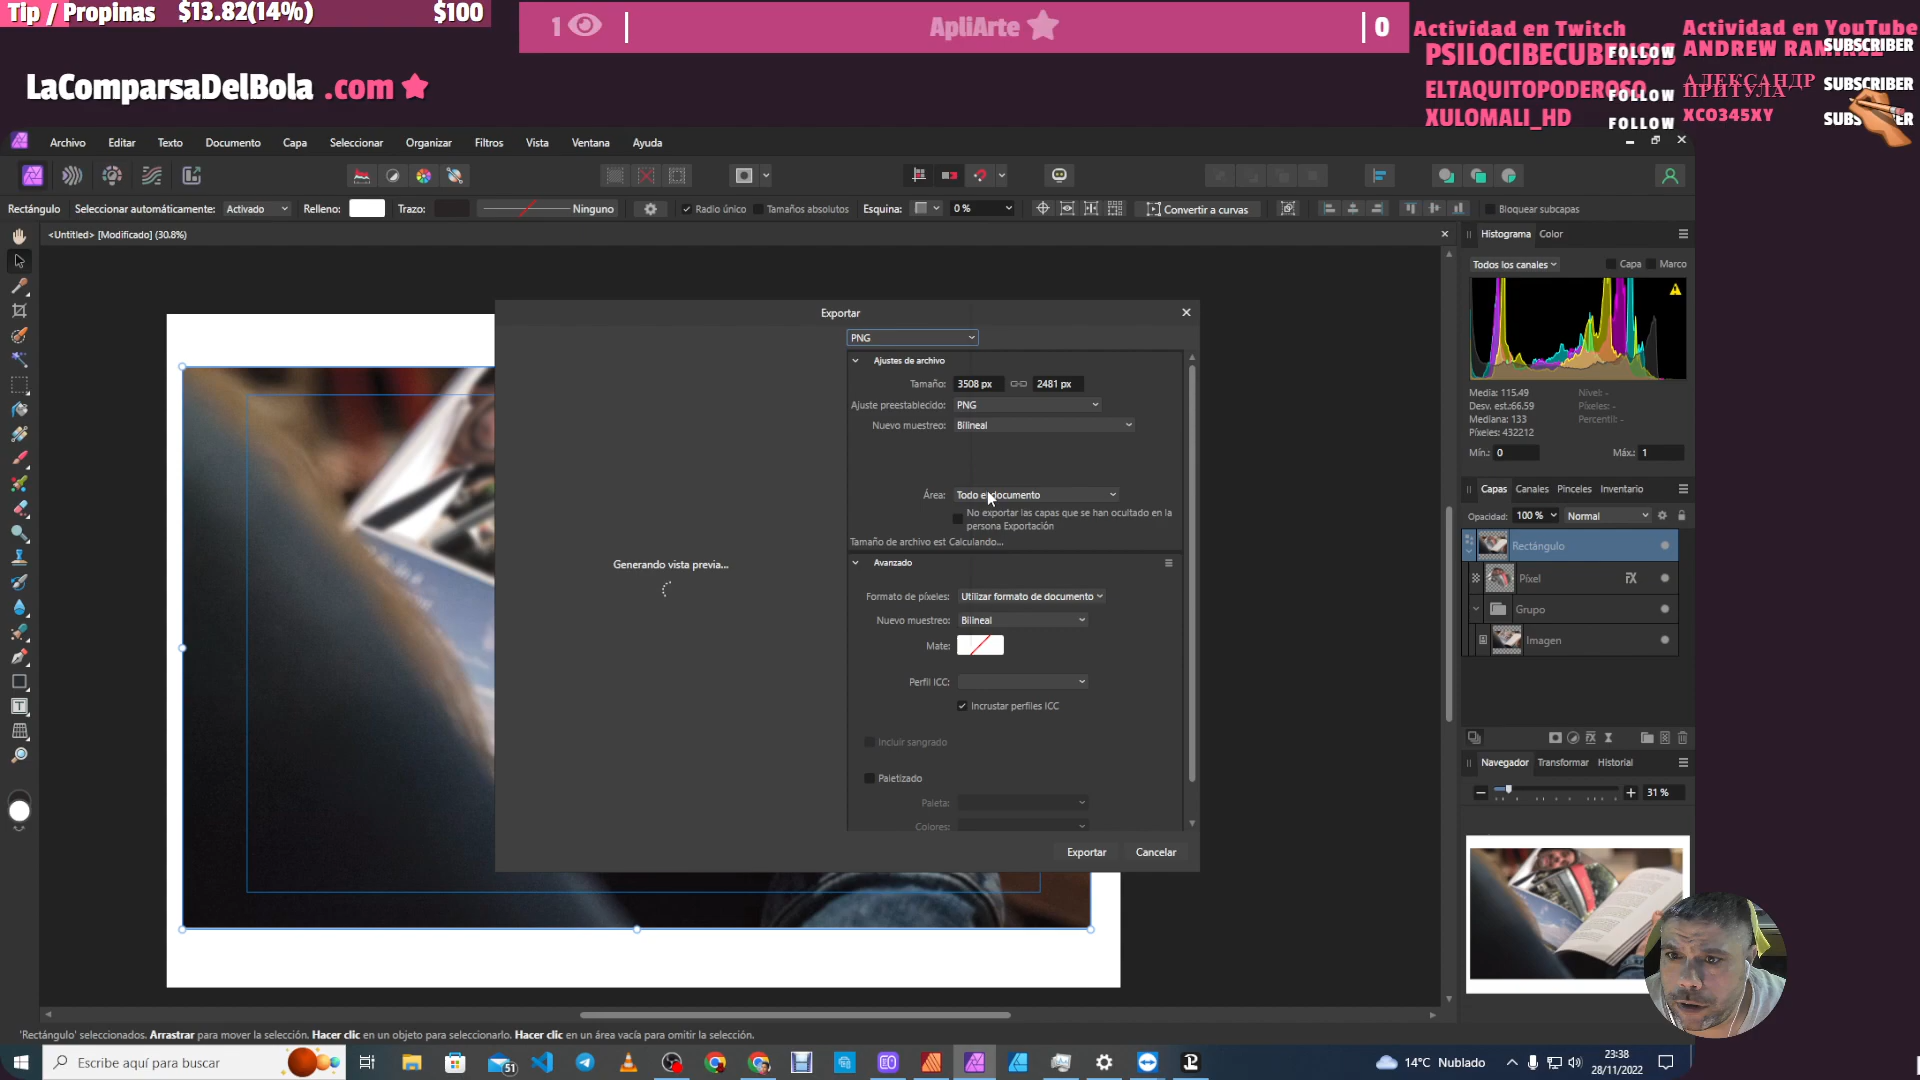 Tip / Propinas $13.82(14%) $100
1 ApliArte 0
Actividad en Twitch
PSILOCIBECUBENSIS FOLLOW
ELTAQUITOPODEROSO FOLLOW
XULOMALI_HD FOLLOW
Actividad en YouTube
SUBSCRIBER
АЛЕКСАНДР ПРИТУЛА SUBSCRIBER
XCO345XY
LaComparsaDelBola .com
Archivo Editar Texto Documento Capa Seleccionar Organizar Filtros Vista Ventana Ayuda
Rectángulo Seleccionar automáticamente: Activado Relleno: Trazo: Ninguno Radio único Tamaños absolutos Esquina: 0 % Convertir a curvas Bloquear subcapas
<Untitled> [Modificado] (30.8%)
Exportar
PNG
Ajustes de archivo
Tamaño: 3508 px 2481 px
Ajuste preestablecido: PNG
Nuevo muestreo: Bilineal
Área: Todo el documento
No exportar las capas que se han ocultado en la
persona Exportación
Tamaño de archivo est Calculando...
Generando vista previa...
Avanzado
Formato de píxeles: Utilizar formato de documento
Nuevo muestreo: Bilineal
Mate:
Perfil ICC:
Incrustar perfiles ICC
Incluir sangrado
Paletizado
Paleta:
Colores:
Exportar Cancelar
Histograma Color
Todos los canales Capa Marco
Media: 115.49 Nivel: -
Desv. est.:66.59 Píxeles: -
Mediana: 133 Percentil: -
Píxeles: 432212
Mín.: 0 Máx.: 1
Capas Canales Pinceles Inventario
Opacidad: 100 % Normal
Rectángulo
Píxel
Grupo
Imagen
Navegador Transformar Historial
31 %
'Rectángulo' seleccionados. Arrastrar para mover la selección. Hacer clic en un objeto para seleccionarlo. Hacer clic en un área vacía para omitir la selección.
Escribe aquí para buscar
51
14°C Nublado
23:38
28/11/2022